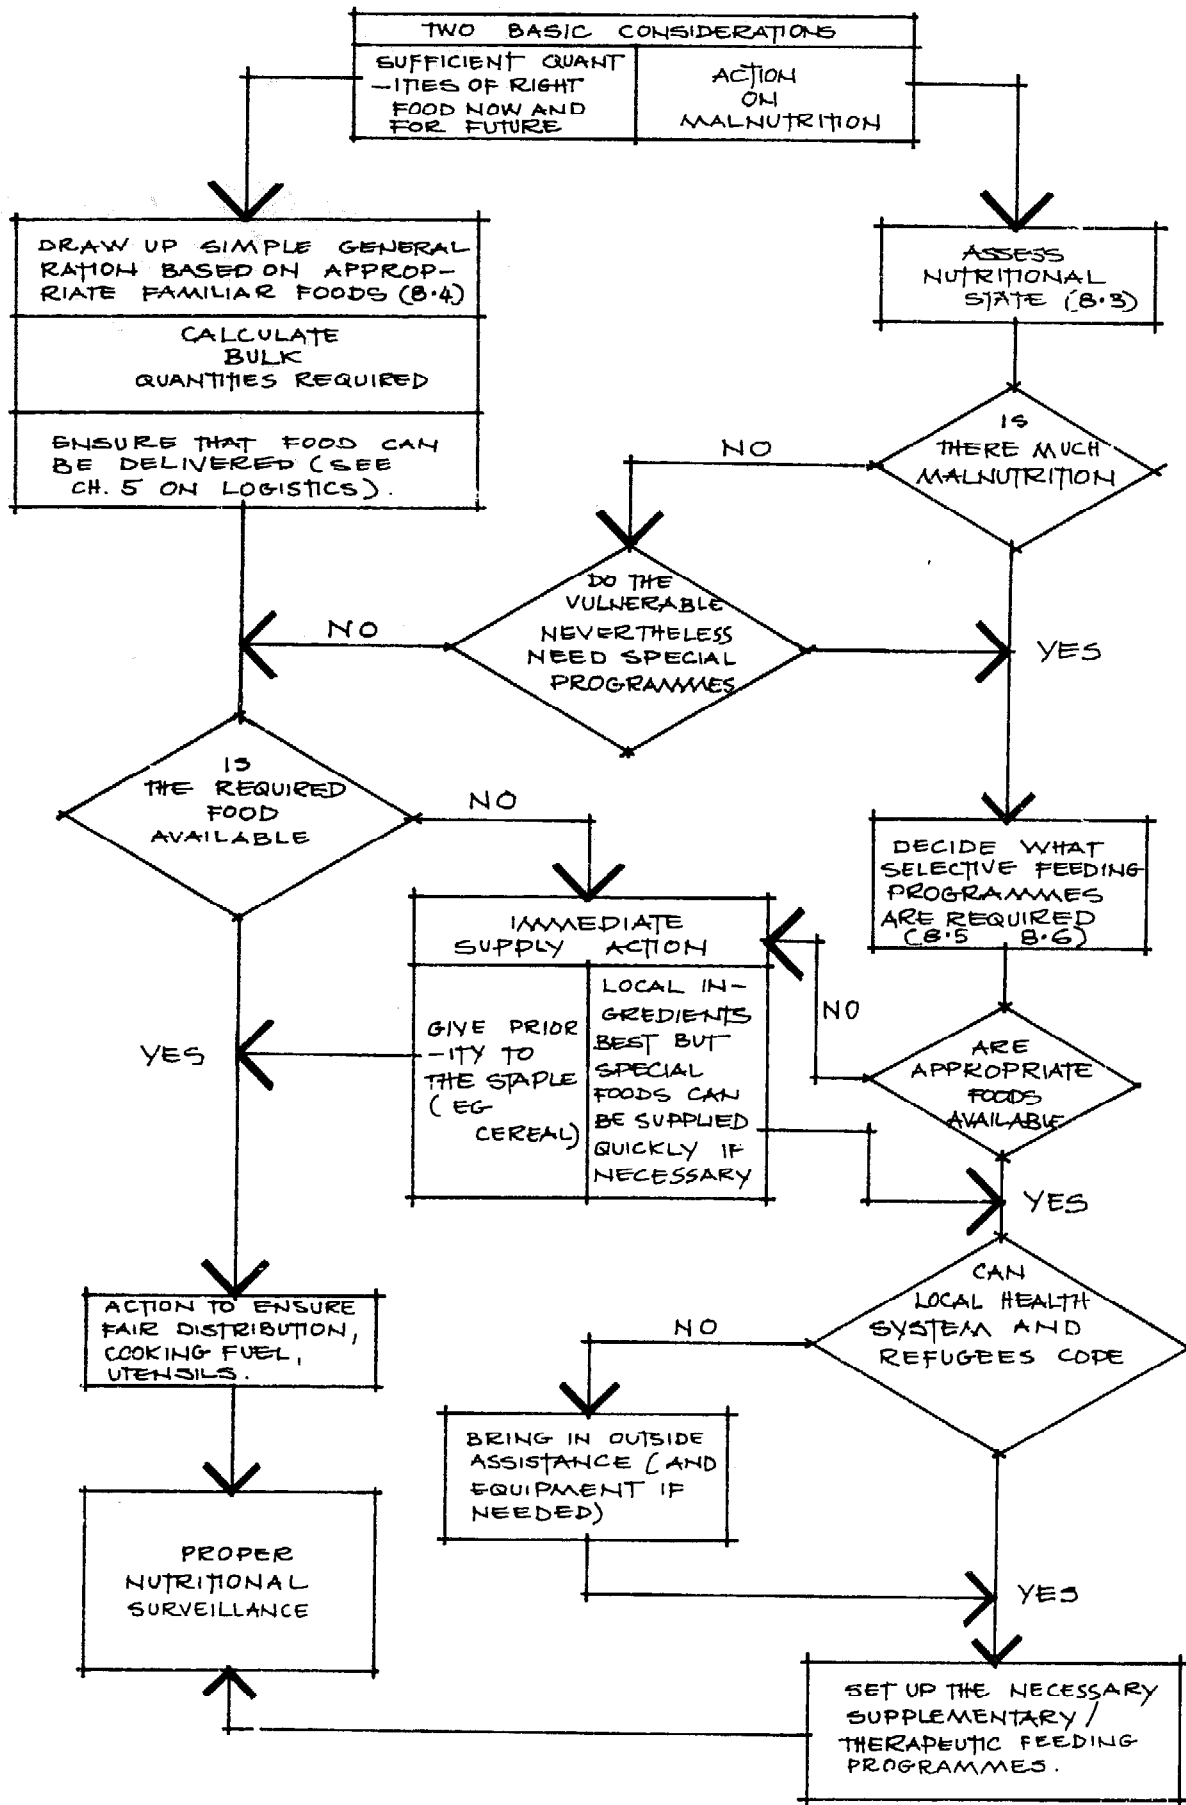 TWO BASIC CONSIDERATIONS
SUFFICIENT QUANT
-ITIES OF RIGHT
FOOD NOW AND
FOR FUTURE
ACTION
ON
MALNUTRITION
DRAW UP SIMPLE GENERAL
RATION BASED ON APPROP-
RIATE FAMILIAR FOODS (8.4)
CALCULATE
BULK
QUANTITIES REQUIRED
ENSURE THAT FOOD CAN
BE DELIVERED (SEE
CH. 5 ON LOGISTICS).
ASSESS
NUTRITIONAL
STATE (8.3)
IS
THERE MUCH
MALNUTRITION
NO
DO THE
VULNERABLE
NEVERTHELESS
NEED SPECIAL
PROGRAMMES
NO
YES
IS
THE REQUIRED
FOOD
AVAILABLE
NO
DECIDE WHAT
SELECTIVE FEEDING
PROGRAMMES
ARE REQUIRED
(8.5 8.6)
IMMEDIATE
SUPPLY ACTION
GIVE PRIOR
-ITY TO
THE STAPLE
(EG
CEREAL)
LOCAL IN-
GREDIENTS
BEST BUT
SPECIAL
FOODS CAN
BE SUPPLIED
QUICKLY IF
NECESSARY
NO
YES
ARE
APPROPRIATE
FOODS
AVAILABLE
YES
CAN
LOCAL HEALTH
SYSTEM AND
REFUGEES COPE
NO
ACTION TO ENSURE
FAIR DISTRIBUTION,
COOKING FUEL,
UTENSILS.
BRING IN OUTSIDE
ASSISTANCE (AND
EQUIPMENT IF
NEEDED)
PROPER
NUTRITIONAL
SURVEILLANCE
YES
SET UP THE NECESSARY
SUPPLEMENTARY/
THERAPEUTIC FEEDING
PROGRAMMES.